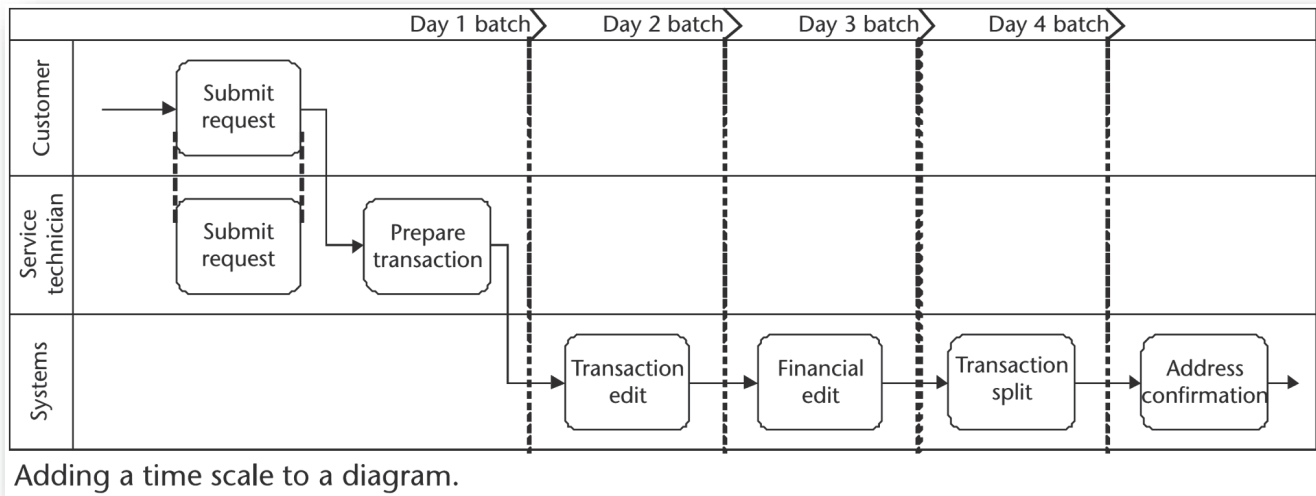 Day 1 batch
Day 2 batch
Day 3 batch
Day 4 batch
Customer
Submit
request
Service
technician
Submit
request
Prepare
transaction
Systems
Transaction
edit
Financial
edit
Transaction
split
Address
confirmation
Adding a time scale to a diagram.